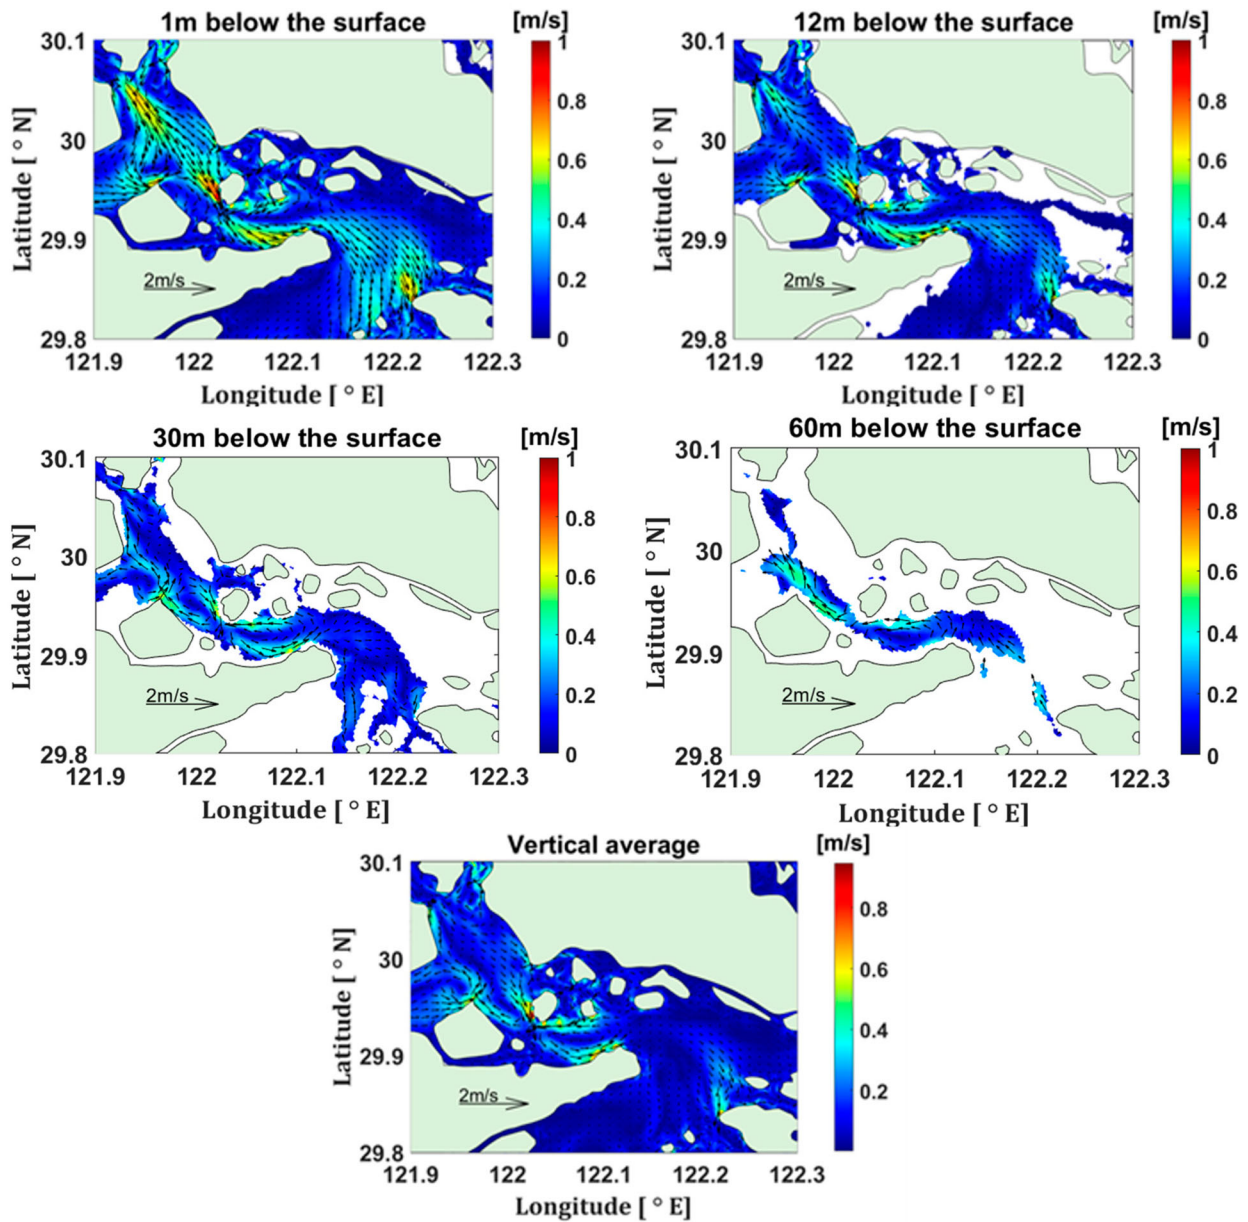 1m below the surface
[m/s]
30.1
30
29.9
29.8
Latitude [ ° N]
2m/s
121.9 122 122.1 122.2 122.3
Longitude [ ° E]
1
0.8
0.6
0.4
0.2
0
12m below the surface
[m/s]
30.1
30
29.9
29.8
Latitude [ ° N]
2m/s
121.9 122 122.1 122.2 122.3
Longitude [ ° E]
1
0.8
0.6
0.4
0.2
0
30m below the surface
[m/s]
30.1
30
29.9
29.8
Latitude [ ° N]
2m/s
121.9 122 122.1 122.2 122.3
Longitude [ ° E]
1
0.8
0.6
0.4
0.2
0
60m below the surface
[m/s]
30.1
30
29.9
29.8
Latitude [ ° N]
2m/s
121.9 122 122.1 122.2 122.3
Longitude [ ° E]
1
0.8
0.6
0.4
0.2
0
Vertical average
[m/s]
30.1
30
29.9
29.8
Latitude [ ° N]
2m/s
121.9 122 122.1 122.2 122.3
Longitude [ ° E]
0.8
0.6
0.4
0.2